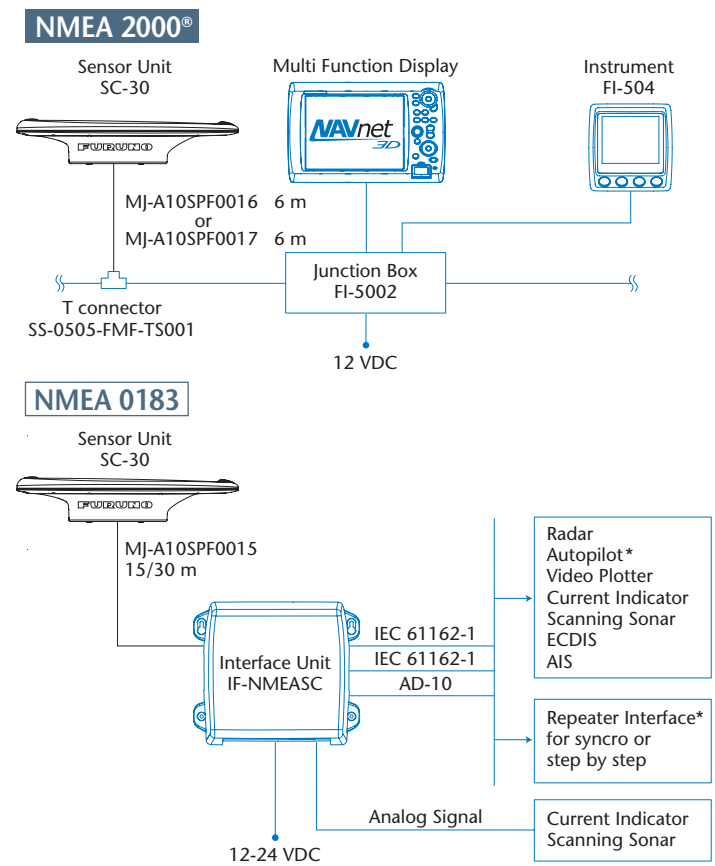 NMEA 2000®
Sensor Unit
SC-30
Multi Function Display
Instrument
FI-504
FURUNO
NAVnet
3D
MJ-A10SPF0016 6 m
or
MJ-A10SPF0017 6 m
Junction Box
FI-5002
T connector
SS-0505-FMF-TS001
12 VDC
NMEA 0183
Sensor Unit
SC-30
FURUNO
MJ-A10SPF0015
15/30 m
Interface Unit
IF-NMEASC
IEC 61162-1
IEC 61162-1
AD-10
Radar
Autopilot*
Video Plotter
Current Indicator
Scanning Sonar
ECDIS
AIS
Repeater Interface*
for syncro or
step by step
Analog Signal
Current Indicator
Scanning Sonar
12-24 VDC